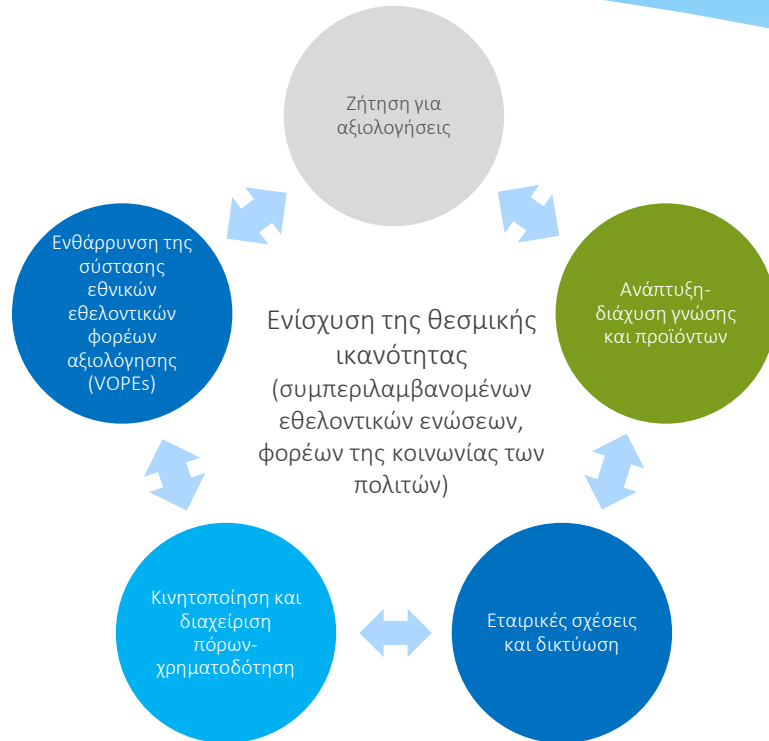 Ζήτηση για
αξιολογήσεις
Ενθάρρυνση της
σύστασης
εθνικών
εθελοντικών
φορέων
αξιολόγησης
(VOPEs)
Ανάπτυξη-
διάχυση γνώσης
και προϊόντων
Ενίσχυση της θεσμικής
ικανότητας
(συμπεριλαμβανομένων
εθελοντικών ενώσεων,
φορέων της κοινωνίας των
πολιτών)
Κινητοποίηση και
διαχείριση
πόρων-
χρηματοδότηση
Εταιρικές σχέσεις
και δικτύωση